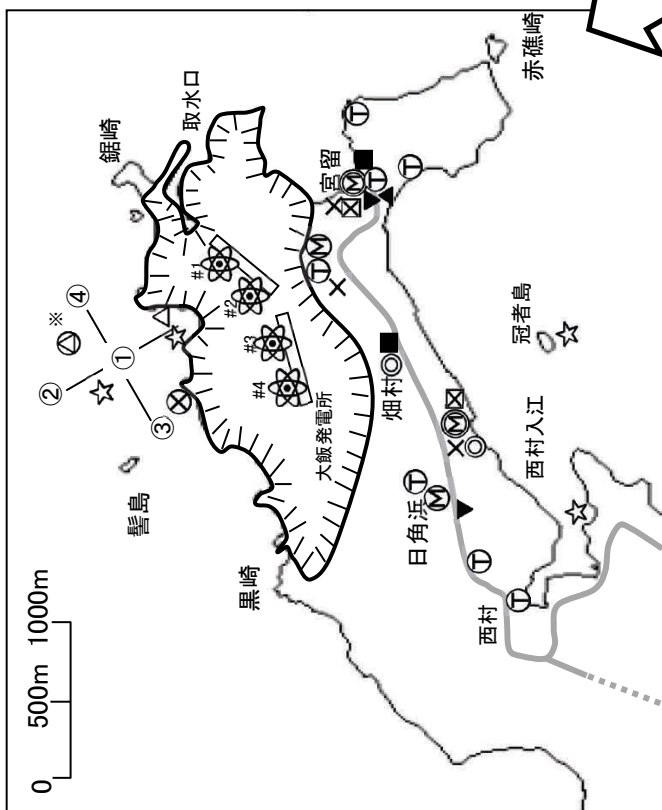 0 500m 1000m
赤礁崎
鋸崎
取水口
宮留
※
④
②
①
③
#1
#2
#3
#4
大飯発電所
髻島
黒崎
畑村
冠者島
西村入江
日角浜
西村
T
T
M
T
M
T
M
T
M
T
T